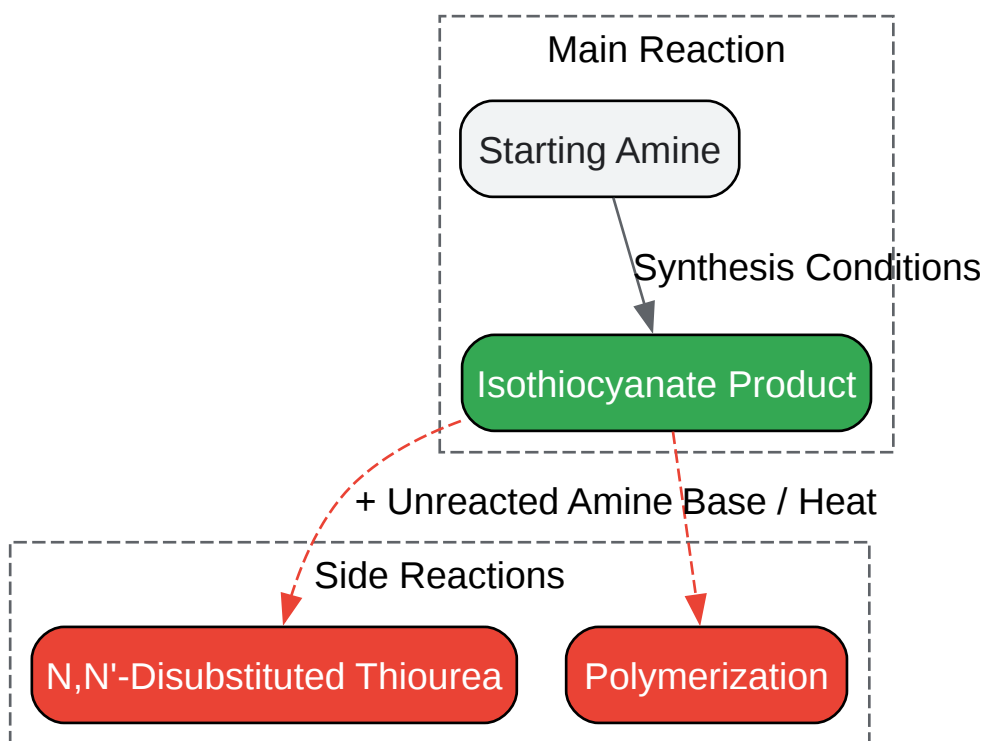 Main Reaction
Starting Amine
Synthesis Conditions
Isothiocyanate Product
+ Unreacted Amine
Base / Heat
Side Reactions
N,N'-Disubstituted Thiourea
Polymerization